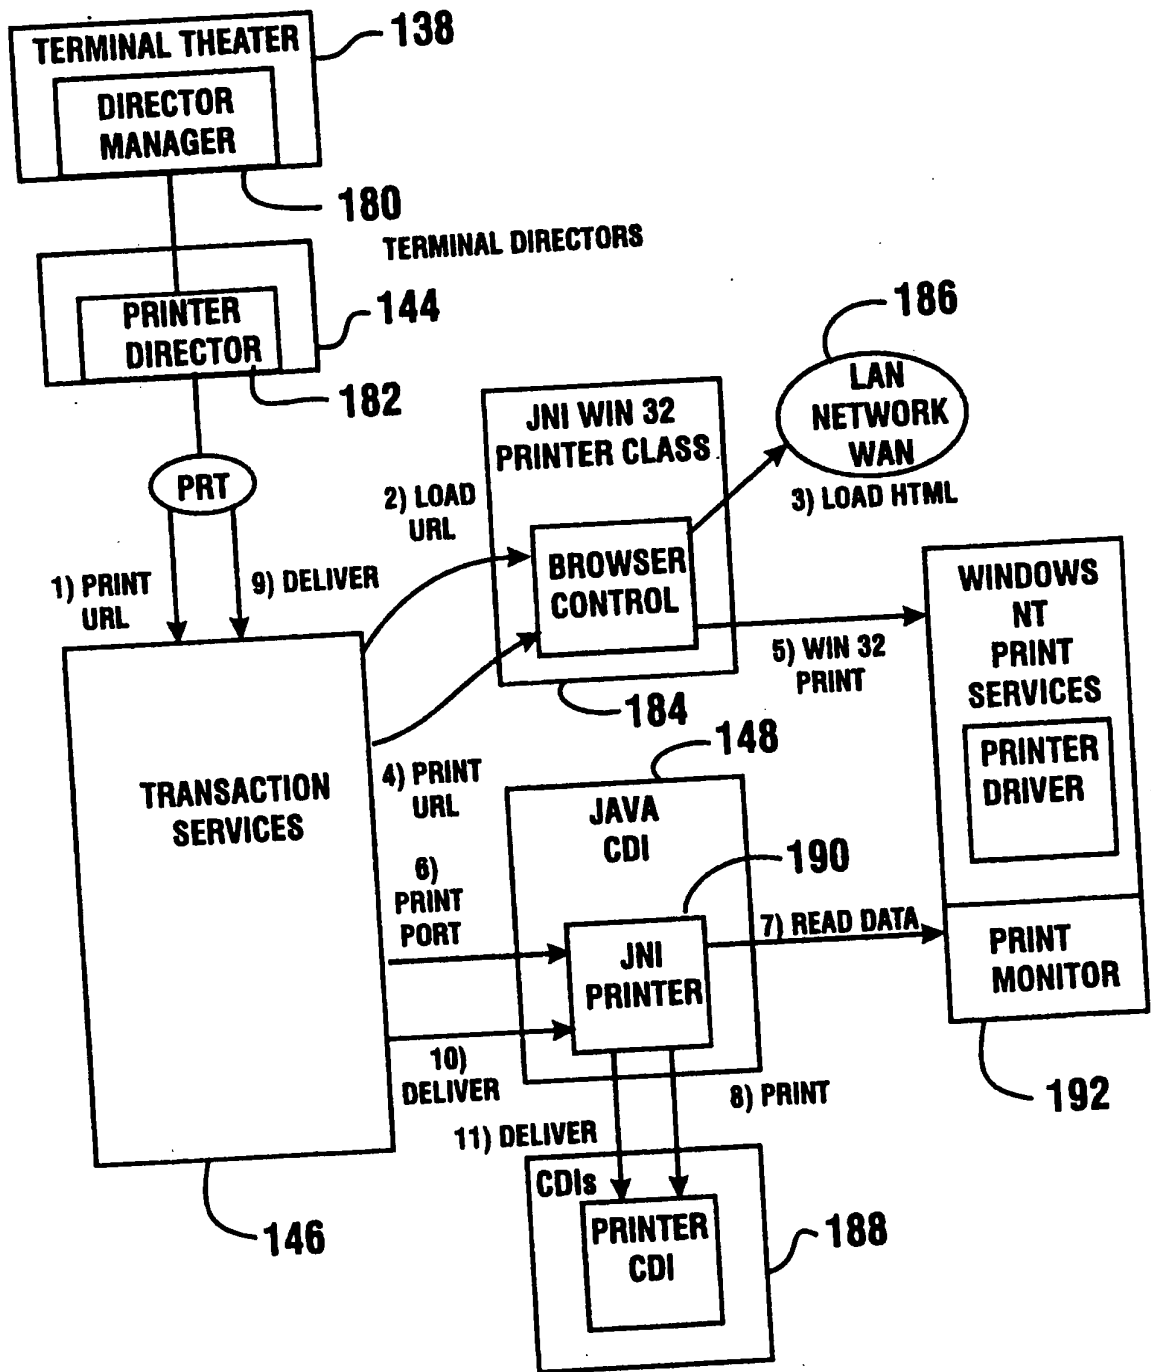 TERMINAL THEATER
138
DIRECTOR
MANAGER
180
TERMINAL DIRECTORS
PRINTER
DIRECTOR
144
182
PRT
1) PRINT
URL
9) DELIVER
2) LOAD
URL
JNI WIN 32
PRINTER CLASS
BROWSER
CONTROL
186
LAN
NETWORK
WAN
3) LOAD HTML
5) WIN 32
PRINT
184
WINDOWS
NT
PRINT
SERVICES
PRINTER
DRIVER
PRINT
MONITOR
192
TRANSACTION
SERVICES
146
4) PRINT
URL
148
JAVA
CDI
190
6)
PRINT
PORT
JNI
PRINTER
7) READ DATA
10)
DELIVER
8) PRINT
11) DELIVER
CDIs
PRINTER
CDI
188